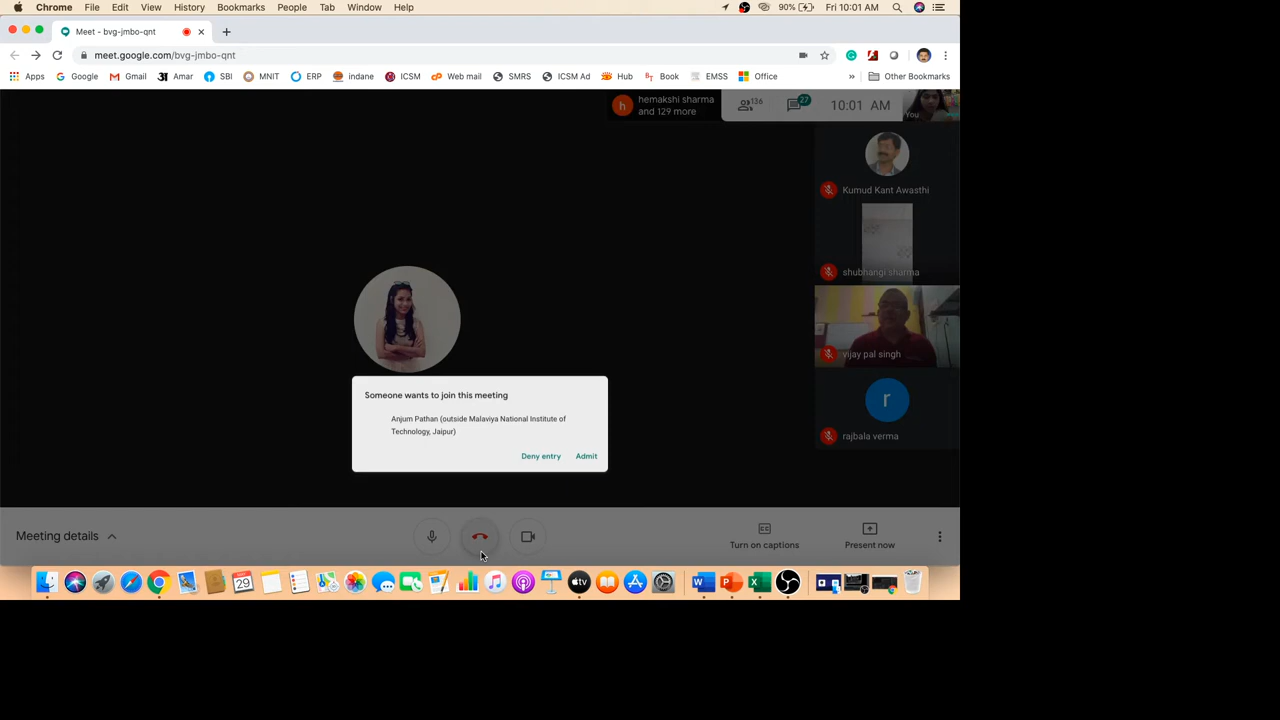 Chrome File Edit View History Bookmarks People Tab Window Help 90% Fri 10:01 AM
Meet - bvg-jmbo-qnt
meet.google.com/bvg-jmbo-qnt
Apps Google Gmail Amar SBI MNIT ERP indane ICSM Web mail SMRS ICSM Ad Hub Book EMSS Office » Other Bookmarks
hemakshi sharma
and 129 more
136 27 10:01 AM
You
Kumud Kant Awasthi
shubhangi sharma
vijay pal singh
r
rajbala verma
Someone wants to join this meeting
Anjum Pathan (outside Malaviya National Institute of
Technology, Jaipur)
Deny entry Admit
Meeting details
Turn on captions
Present now